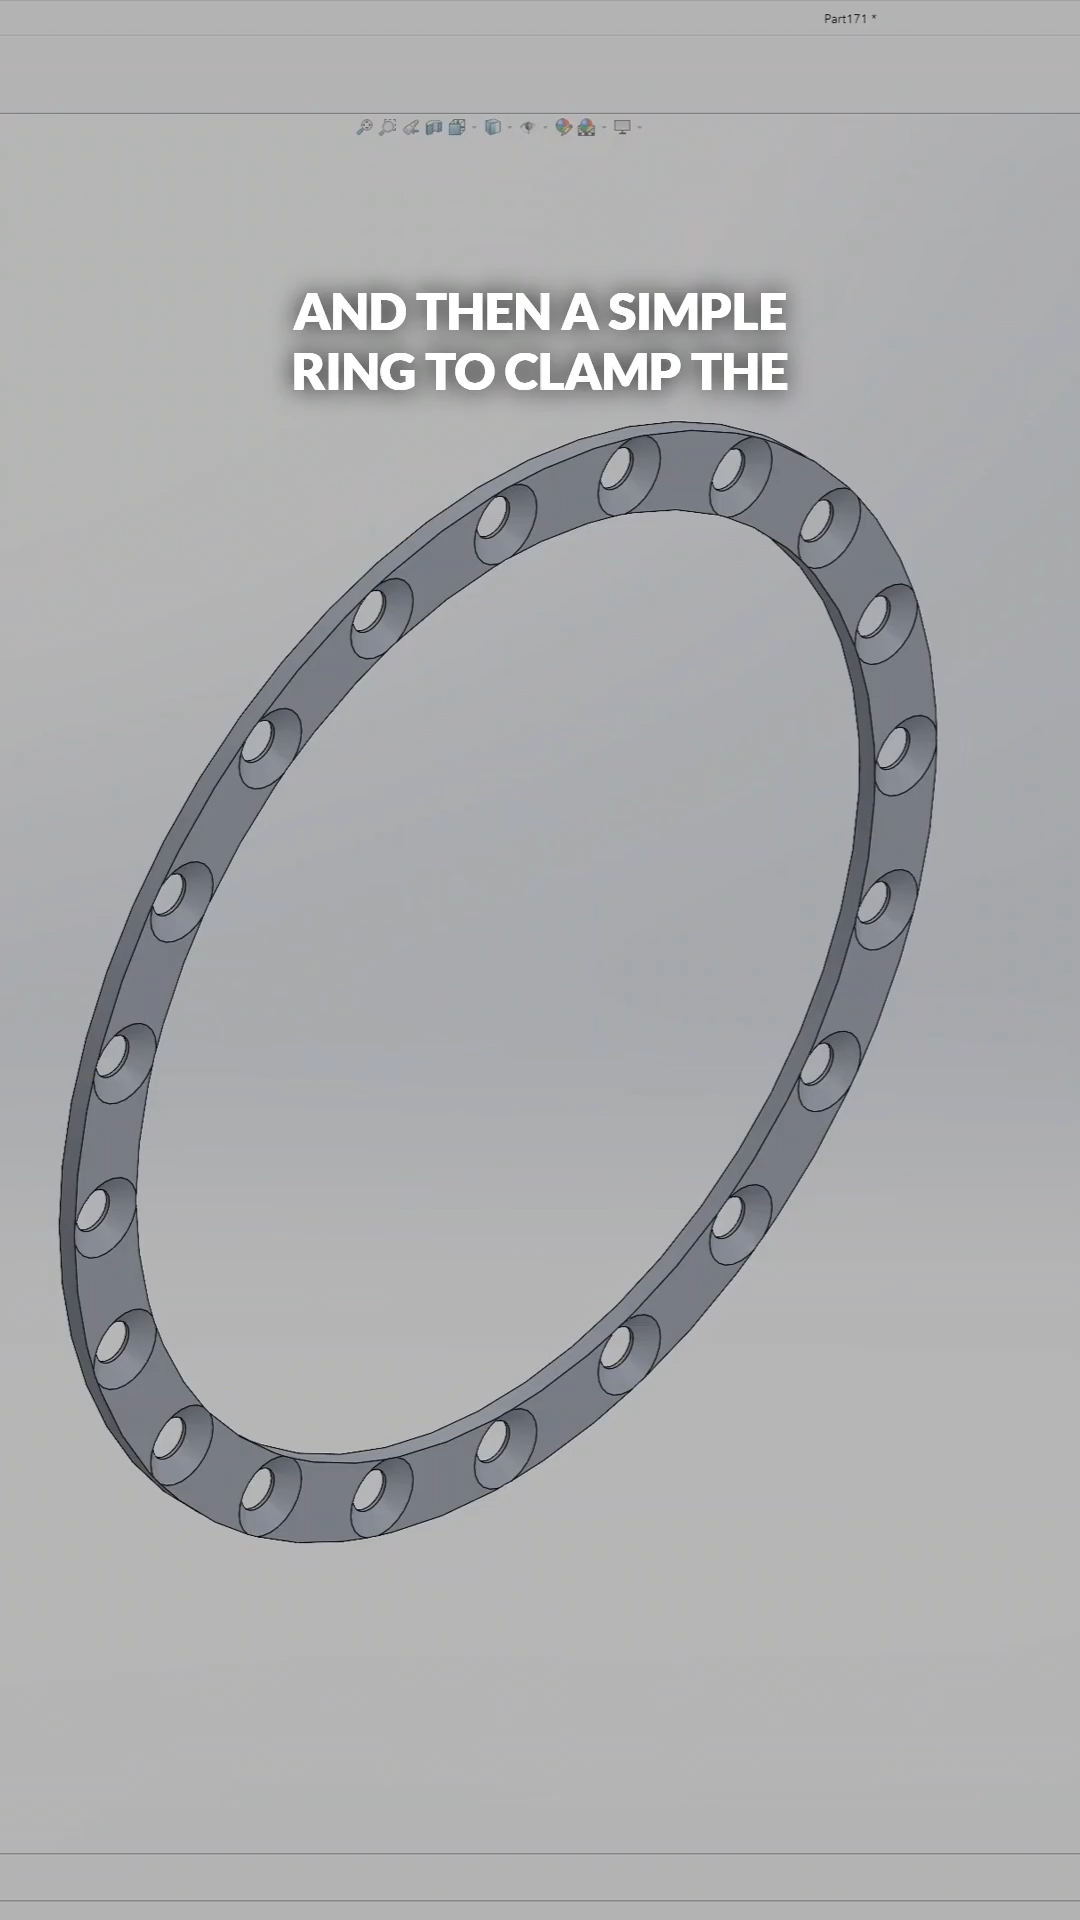 Part171 *
AND THEN A SIMPLE
RING TO CLAMP THE